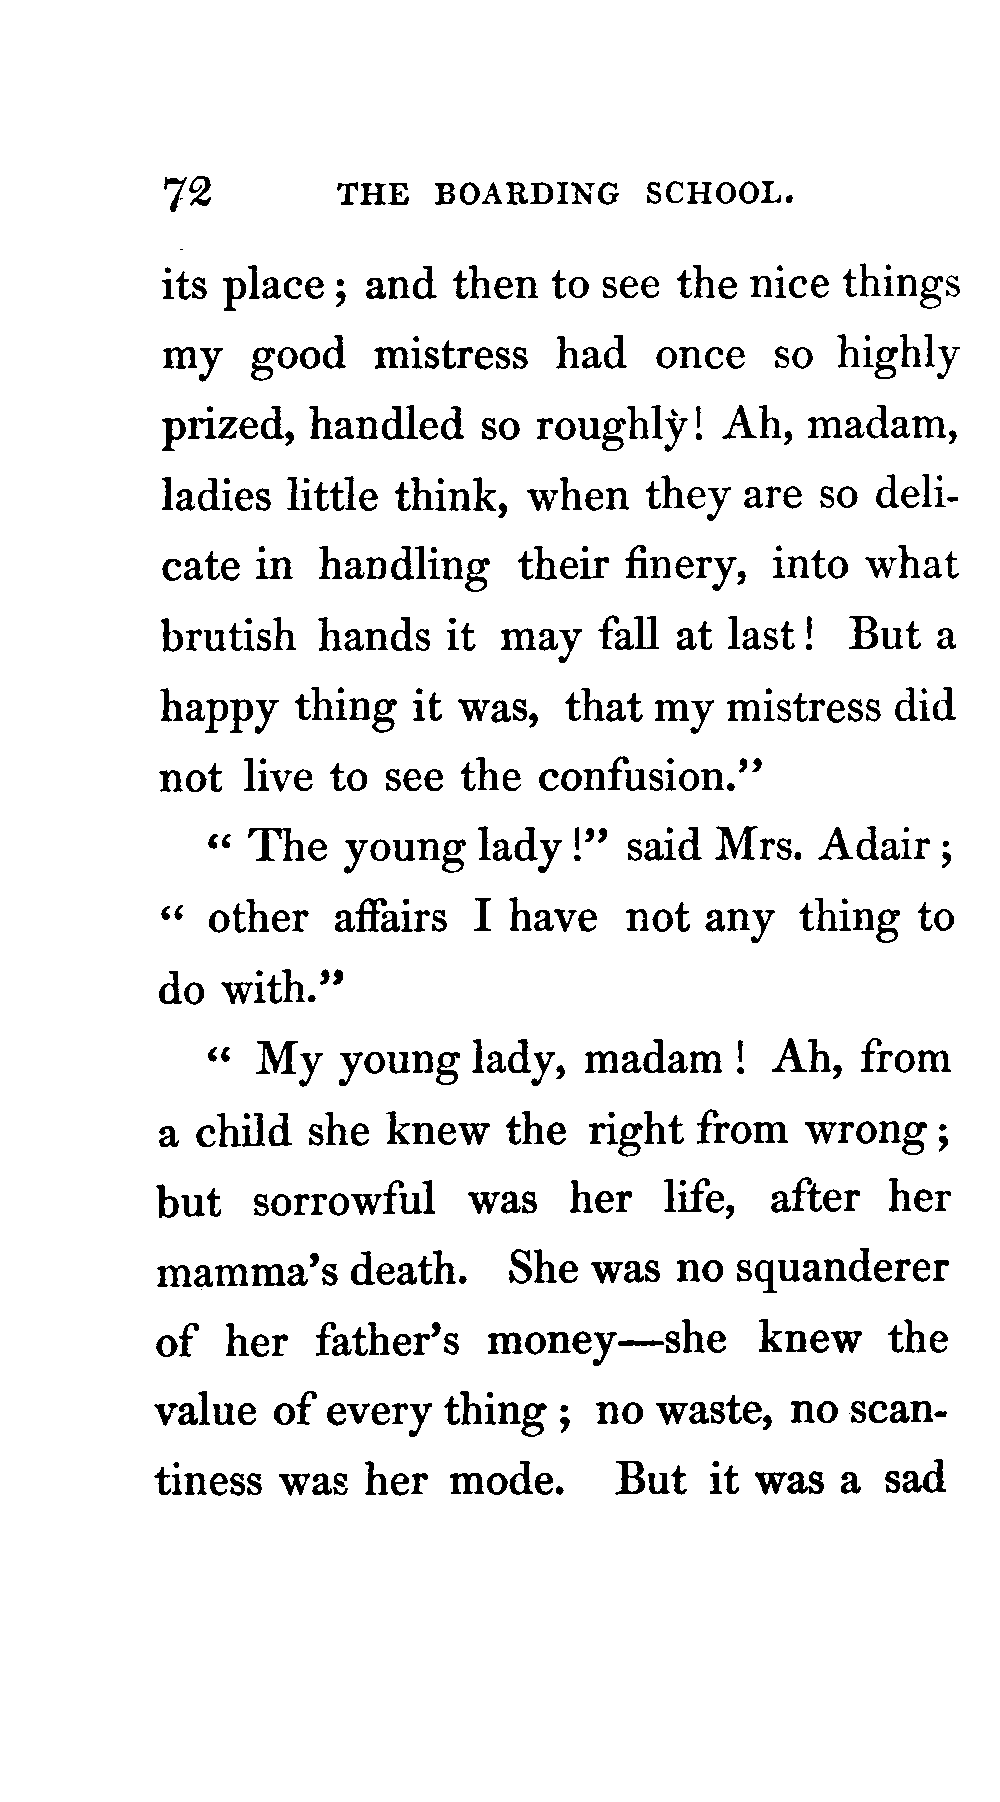 72 THE BOARDING SCHOOL.
its place ; and then to see the nice things
my good mistress had once so highly
prized, handled so roughly! Ah, madam,
ladies little think, when they are so deli-
cate in handling their finery, into what
brutish hands it may fall at last! But a
happy thing it was, that my mistress did
not live to see the confusion.”
“ The young lady !” said Mrs. Adair ;
“ other affairs I have not any thing to
do with.”
“ My young lady, madam ! Ah, from
a child she knew the right from wrong ;
but sorrowful was her life, after her
mamma’s death. She was no squanderer
of her father’s money—she knew the
value of every thing ; no waste, no scan-
tiness was her mode. But it was a sad